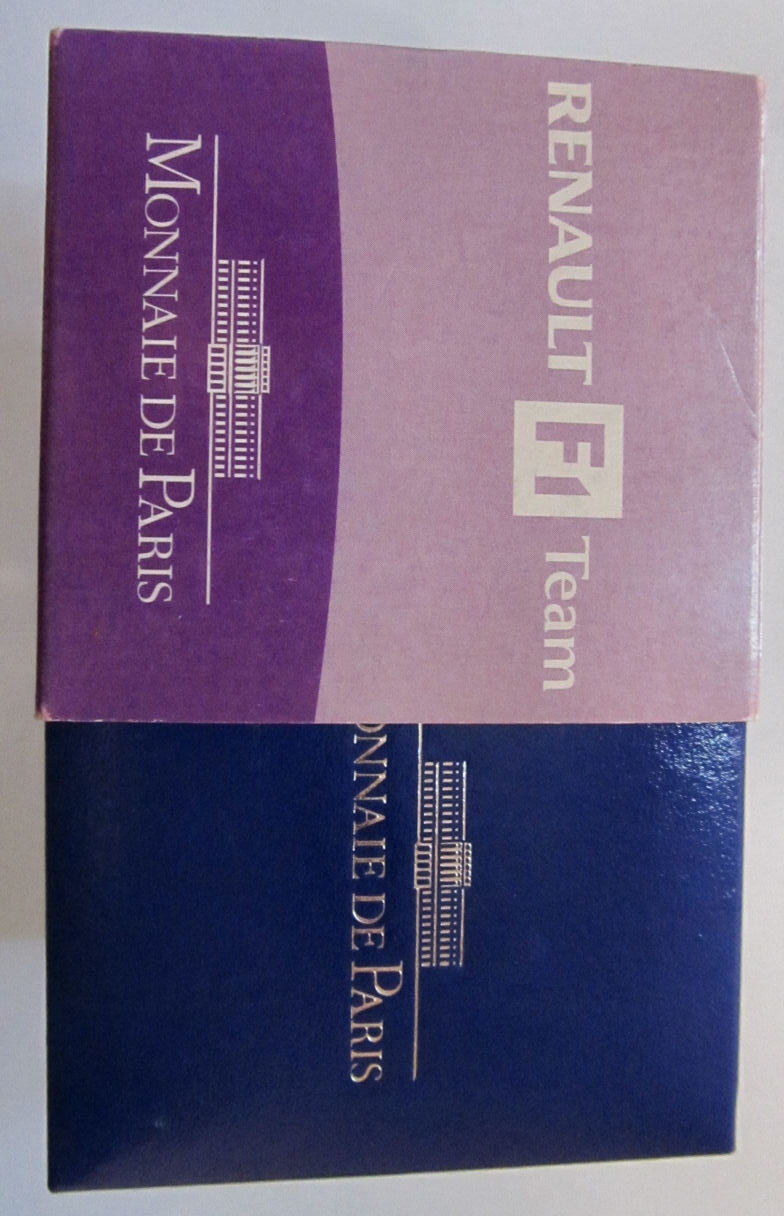 RENAULT F1 Team
MONNAIE DE PARIS
ONNAIE DE PARIS